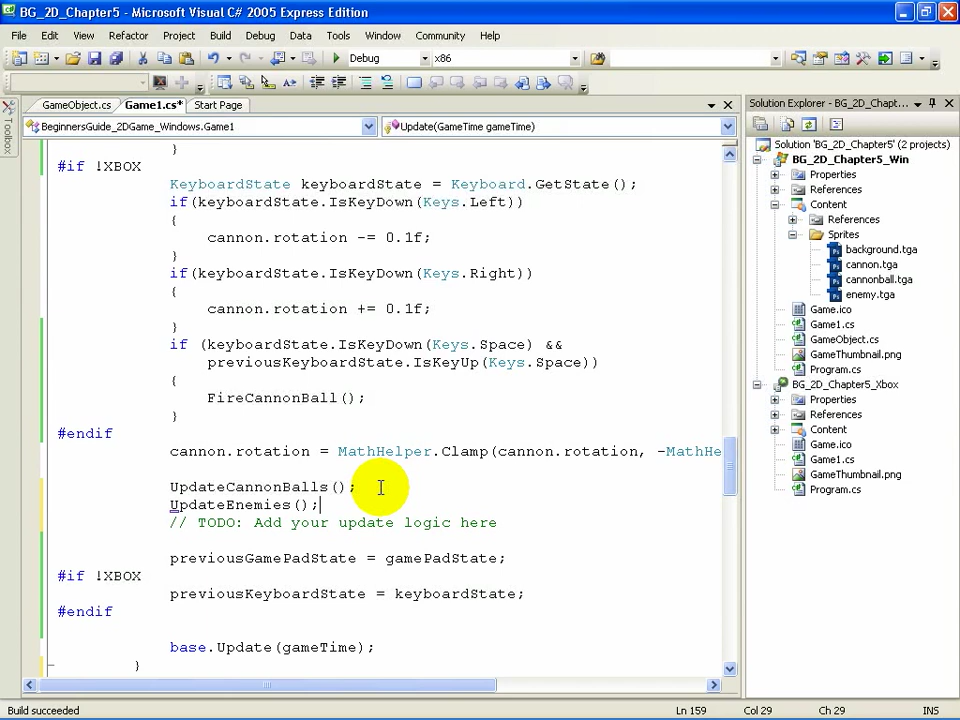 BG_2D_Chapter5 - Microsoft Visual C# 2005 Express Edition
File Edit View Refactor Project Build Debug Data Tools Window Community Help
Debug x86
GameObject.cs Game1.cs* Start Page
BeginnersGuide_2DGame_Windows.Game1 Update(GameTime gameTime)
Toolbox
}
#if !XBOX
KeyboardState keyboardState = Keyboard.GetState();
if(keyboardState.IsKeyDown(Keys.Left))
{
cannon.rotation -= 0.1f;
}
if(keyboardState.IsKeyDown(Keys.Right))
{
cannon.rotation += 0.1f;
}
if (keyboardState.IsKeyDown(Keys.Space) &&
previousKeyboardState.IsKeyUp(Keys.Space))
{
FireCannonBall();
}
#endif
cannon.rotation = MathHelper.Clamp(cannon.rotation, -MathHe
UpdateCannonBalls();
UpdateEnemies();
// TODO: Add your update logic here
previousGamePadState = gamePadState;
#if !XBOX
previousKeyboardState = keyboardState;
#endif
base.Update(gameTime);
}
Solution Explorer - BG_2D_Chapt...
Solution 'BG_2D_Chapter5' (2 projects)
BG_2D_Chapter5_Win
Properties
References
Content
References
Sprites
background.tga
cannon.tga
cannonball.tga
enemy.tga
Game.ico
Game1.cs
GameObject.cs
GameThumbnail.png
Program.cs
BG_2D_Chapter5_Xbox
Properties
References
Content
Game.ico
Game1.cs
GameThumbnail.png
Program.cs
Build succeeded Ln 159 Col 29 Ch 29 INS